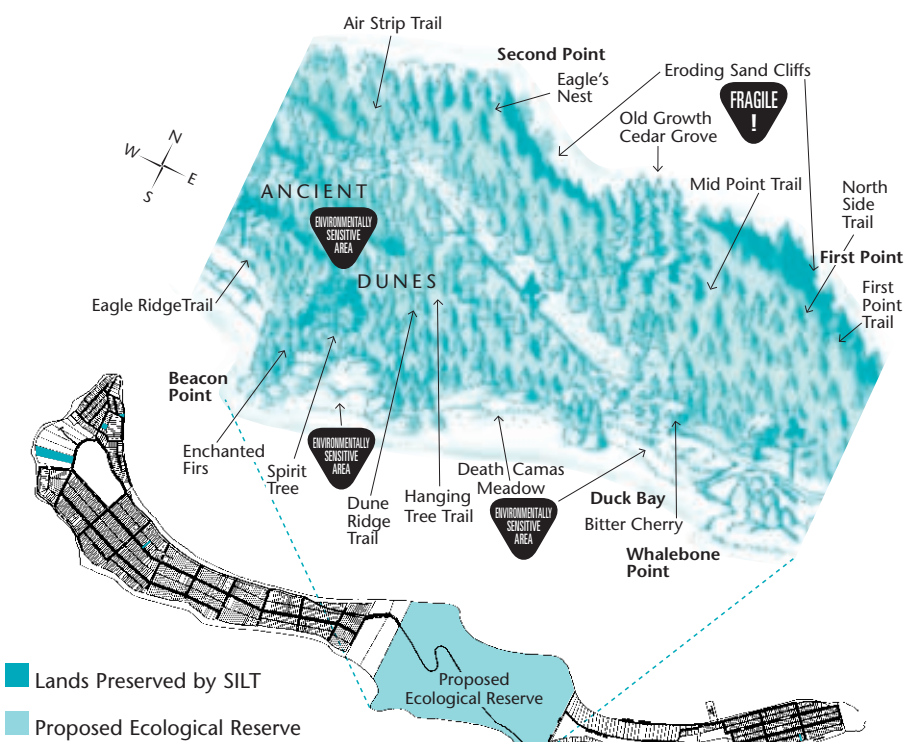 Air Strip Trail
Second Point
Eagle's
Nest
Eroding Sand Cliffs
FRAGILE
!
Old Growth
Cedar Grove
N
W
E
S
Mid Point Trail
North
Side
Trail
ANCIENT
ENVIRONMENTALLY
SENSITIVE
AREA
First Point
DUNES
First
Point
Trail
Eagle RidgeTrail
Beacon
Point
Enchanted
Firs
ENVIRONMENTALLY
SENSITIVE
AREA
Spirit
Tree
Dune
Ridge
Trail
Hanging
Tree Trail
Death Camas
Meadow
ENVIRONMENTALLY
SENSITIVE
AREA
Duck Bay
Bitter Cherry
Whalebone
Point
Proposed
Ecological Reserve
Lands Preserved by SILT
Proposed Ecological Reserve